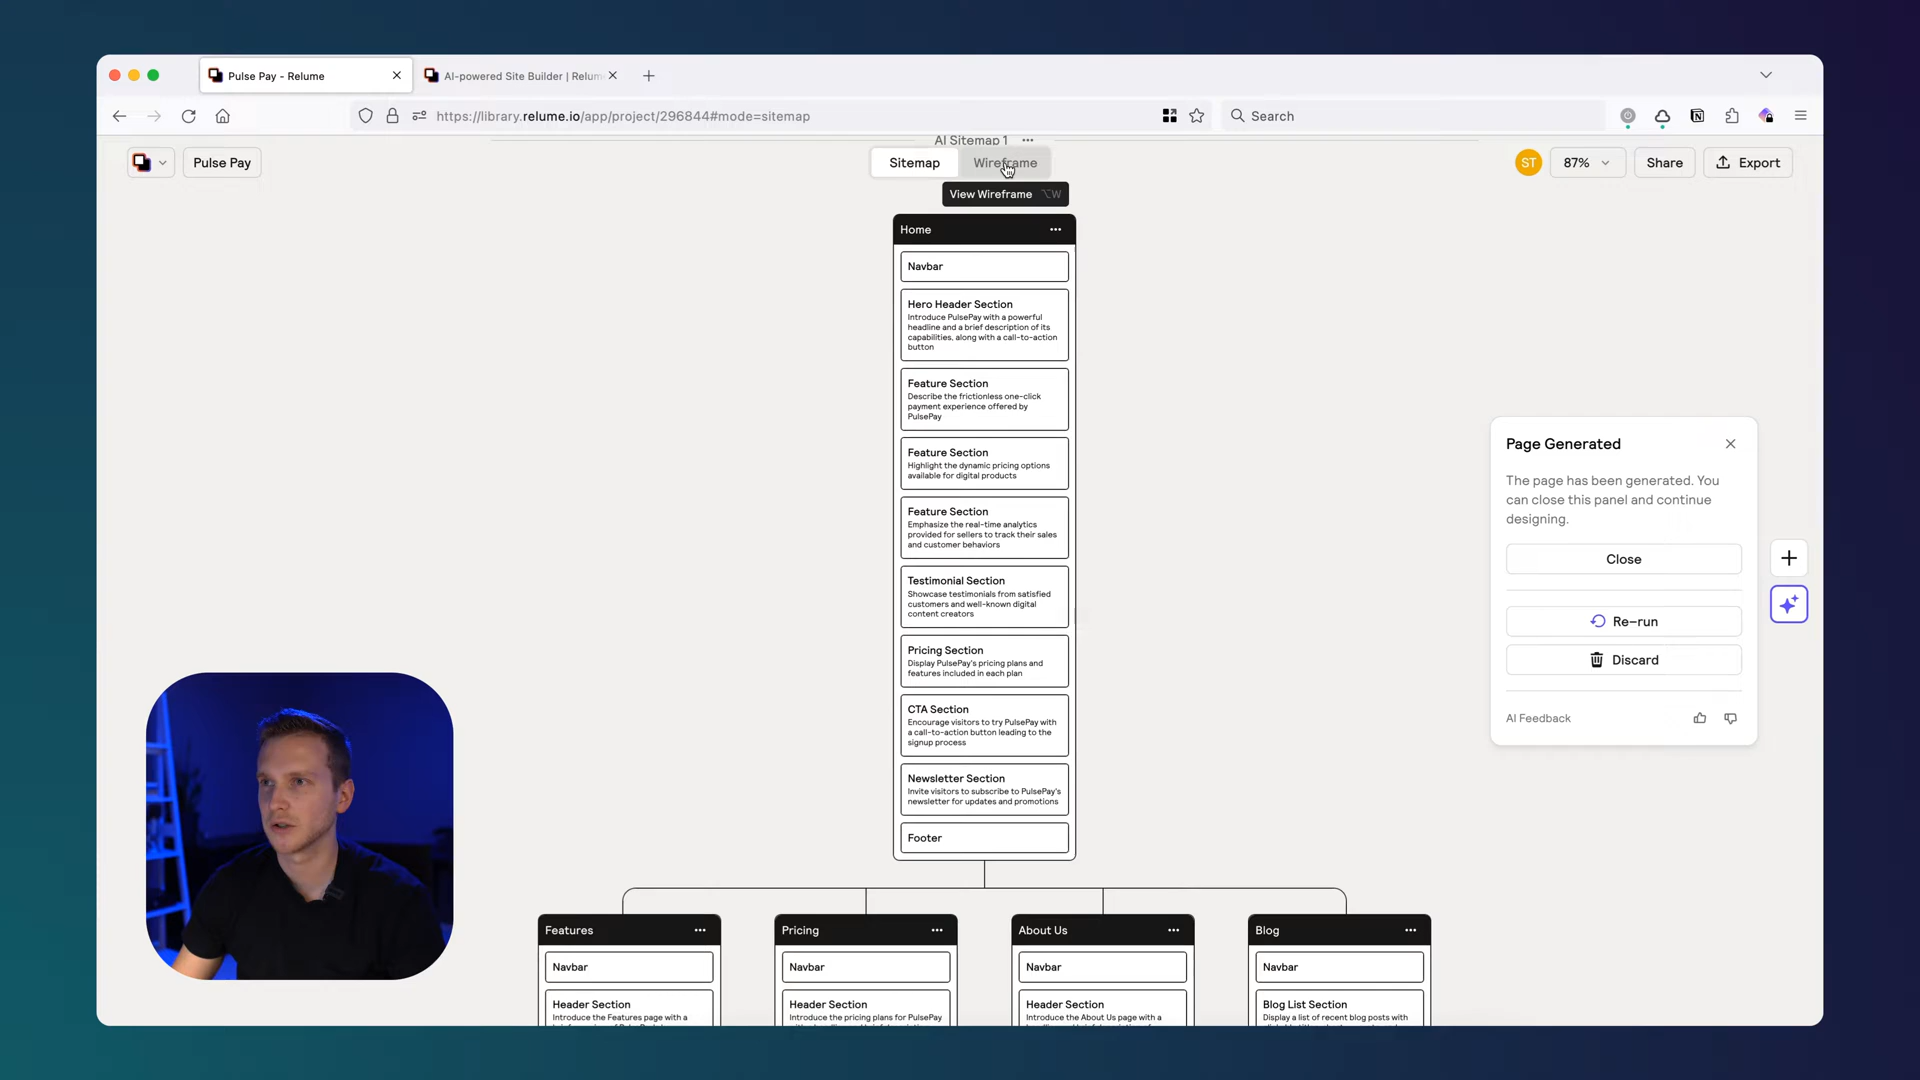 Pulse Pay - Relume
AI-powered Site Builder | Relum
https://library.relume.io/app/project/296844#mode=sitemap
Search
AI Sitemap 1
Pulse Pay
Sitemap
Wireframe
ST
87%
Share
Export
View Wireframe ⌥W
Home
Navbar
Hero Header Section
Introduce PulsePay with a powerful
headline and a brief description of its
capabilities, along with a call-to-action
button
Feature Section
Describe the frictionless one-click
payment experience offered by
PulsePay
Feature Section
Highlight the dynamic pricing options
available for digital products
Feature Section
Emphasize the real-time analytics
provided for sellers to track their sales
and customer behaviors
Testimonial Section
Showcase testimonials from satisfied
customers and well-known digital
content creators
Pricing Section
Display PulsePay's pricing plans and
features included in each plan
CTA Section
Encourage visitors to try PulsePay with
a call-to-action button leading to the
signup process
Newsletter Section
Invite visitors to subscribe to PulsePay's
newsletter for updates and promotions
Footer
Page Generated
The page has been generated. You
can close this panel and continue
designing.
Close
Re-run
Discard
AI Feedback
Features
Navbar
Header Section
Introduce the Features page with a
Pricing
Navbar
Header Section
Introduce the pricing plans for PulsePay
About Us
Navbar
Header Section
Introduce the About Us page with a
Blog
Navbar
Blog List Section
Display a list of recent blog posts with